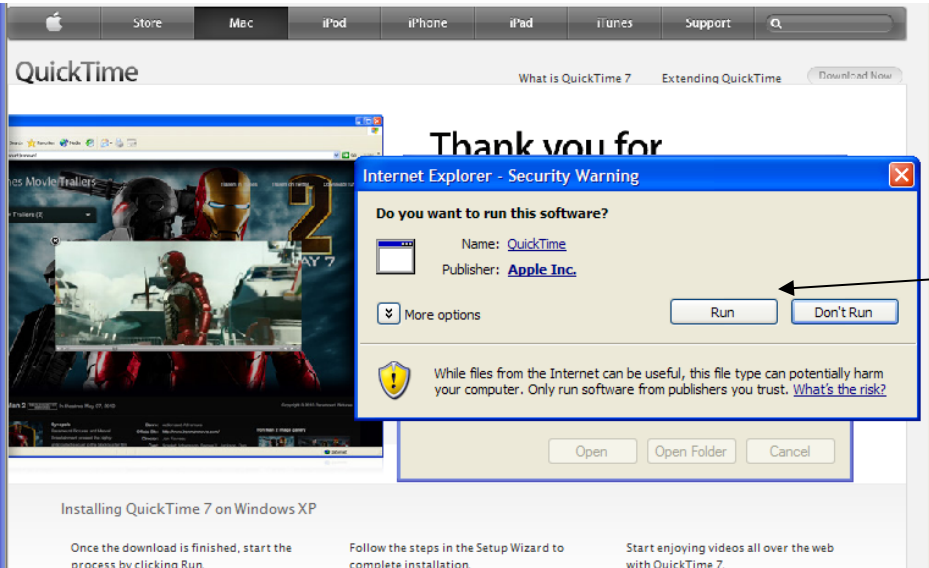 Store Mac iPod iPhone iPad iTunes Support
QuickTime
What is QuickTime 7 Extending QuickTime Download Now
Thank you for
Internet Explorer - Security Warning
Do you want to run this software?
Name: QuickTime
Publisher: Apple Inc.
More options
Run Don't Run
While files from the Internet can be useful, this file type can potentially harm
your computer. Only run software from publishers you trust. What's the risk?
Open Open Folder Cancel
Movie Trailers
2
Installing QuickTime 7 on Windows XP
Once the download is finished, start the
process by clicking Run.
Follow the steps in the Setup Wizard to
complete installation.
Start enjoying videos all over the web
with QuickTime 7.